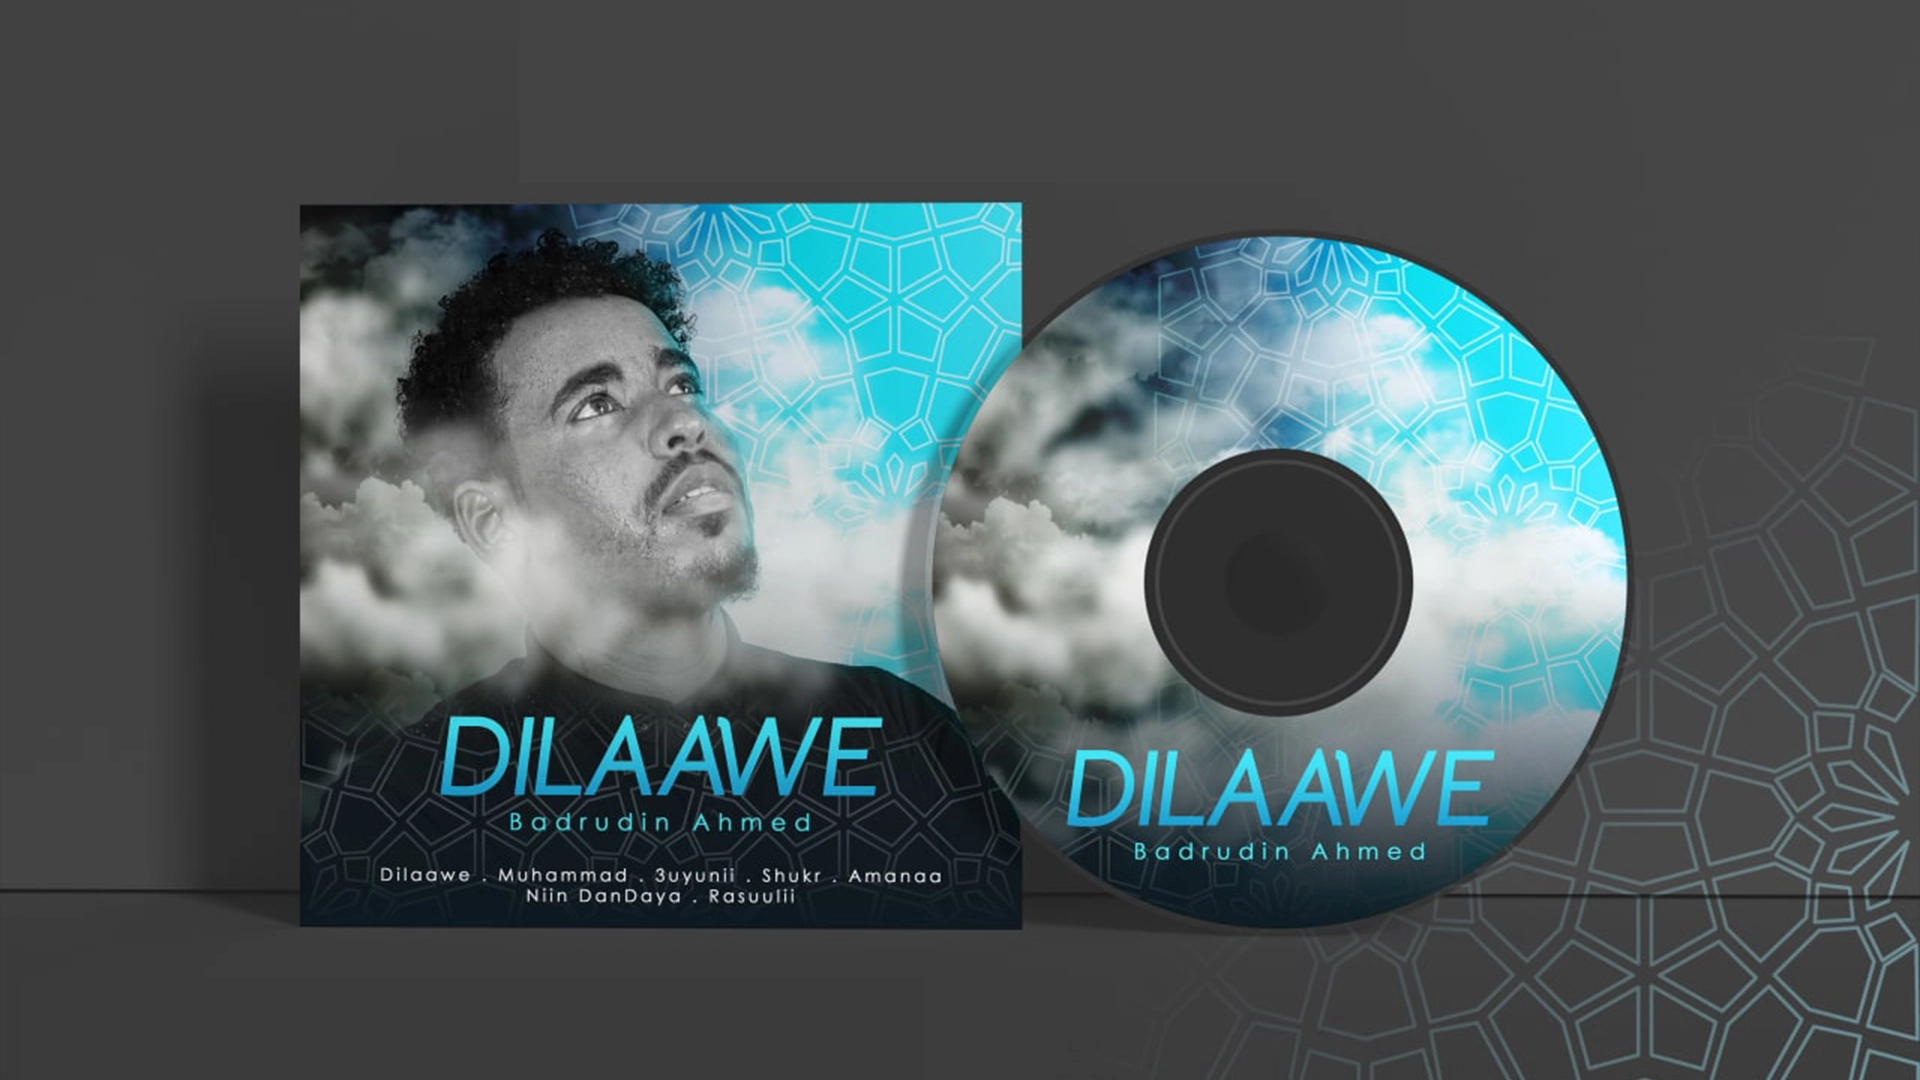 DILAAWE
Badrudin Ahmed
Dilaawe . Muhammad . 3uyunii . Shukr . Amanaa
Niin DanDaya . Rasuulii
DILAAWE
Badrudin Ahmed